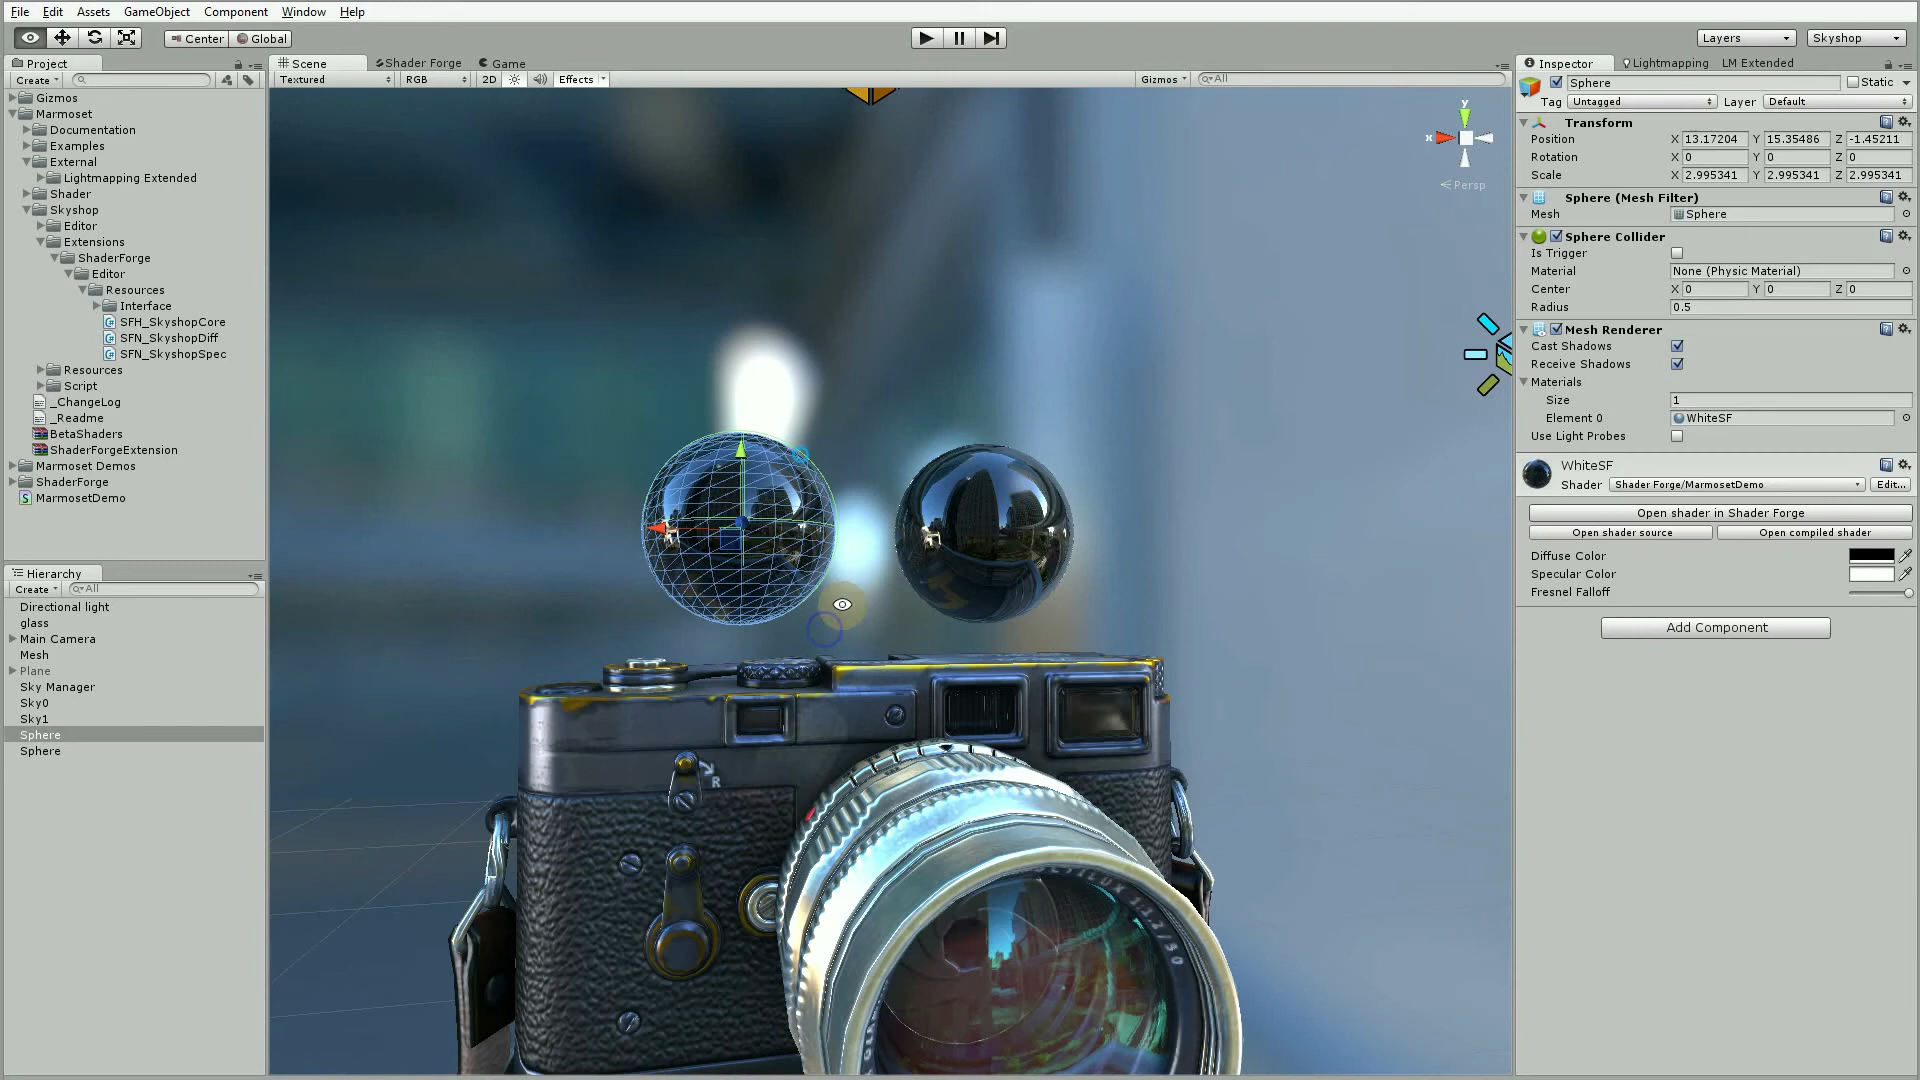 File Edit Assets GameObject Component Window Help
Center Global
Layers Skyshop
Project
Create
Gizmos
Marmoset
Documentation
Examples
External
Lightmapping Extended
Shader
Skyshop
Editor
Extensions
ShaderForge
Editor
Resources
Interface
SFH_SkyshopCore
SFN_SkyshopDiff
SFN_SkyshopSpec
Resources
Script
_ChangeLog
_Readme
BetaShaders
ShaderForgeExtension
Marmoset Demos
ShaderForge
MarmosetDemo
Hierarchy
Create All
Directional light
glass
Main Camera
Mesh
Plane
Sky Manager
Sky0
Sky1
Sphere
Sphere
Scene Shader Forge Game
Textured RGB 2D Effects Gizmos All
y
x
Persp
R
Inspector Lightmapping LM Extended
Sphere Static
Tag Untagged Layer Default
Transform
Position X 13.17204 Y 15.35486 Z -1.45211
Rotation X 0 Y 0 Z 0
Scale X 2.995341 Y 2.995341 Z 2.995341
Sphere (Mesh Filter)
Mesh Sphere
Sphere Collider
Is Trigger
Material None (Physic Material)
Center X 0 Y 0 Z 0
Radius 0.5
Mesh Renderer
Cast Shadows
Receive Shadows
Materials
Size 1
Element 0 WhiteSF
Use Light Probes
WhiteSF
Shader Shader Forge/MarmosetDemo Edit...
Open shader in Shader Forge
Open shader source Open compiled shader
Diffuse Color
Specular Color
Fresnel Falloff
Add Component